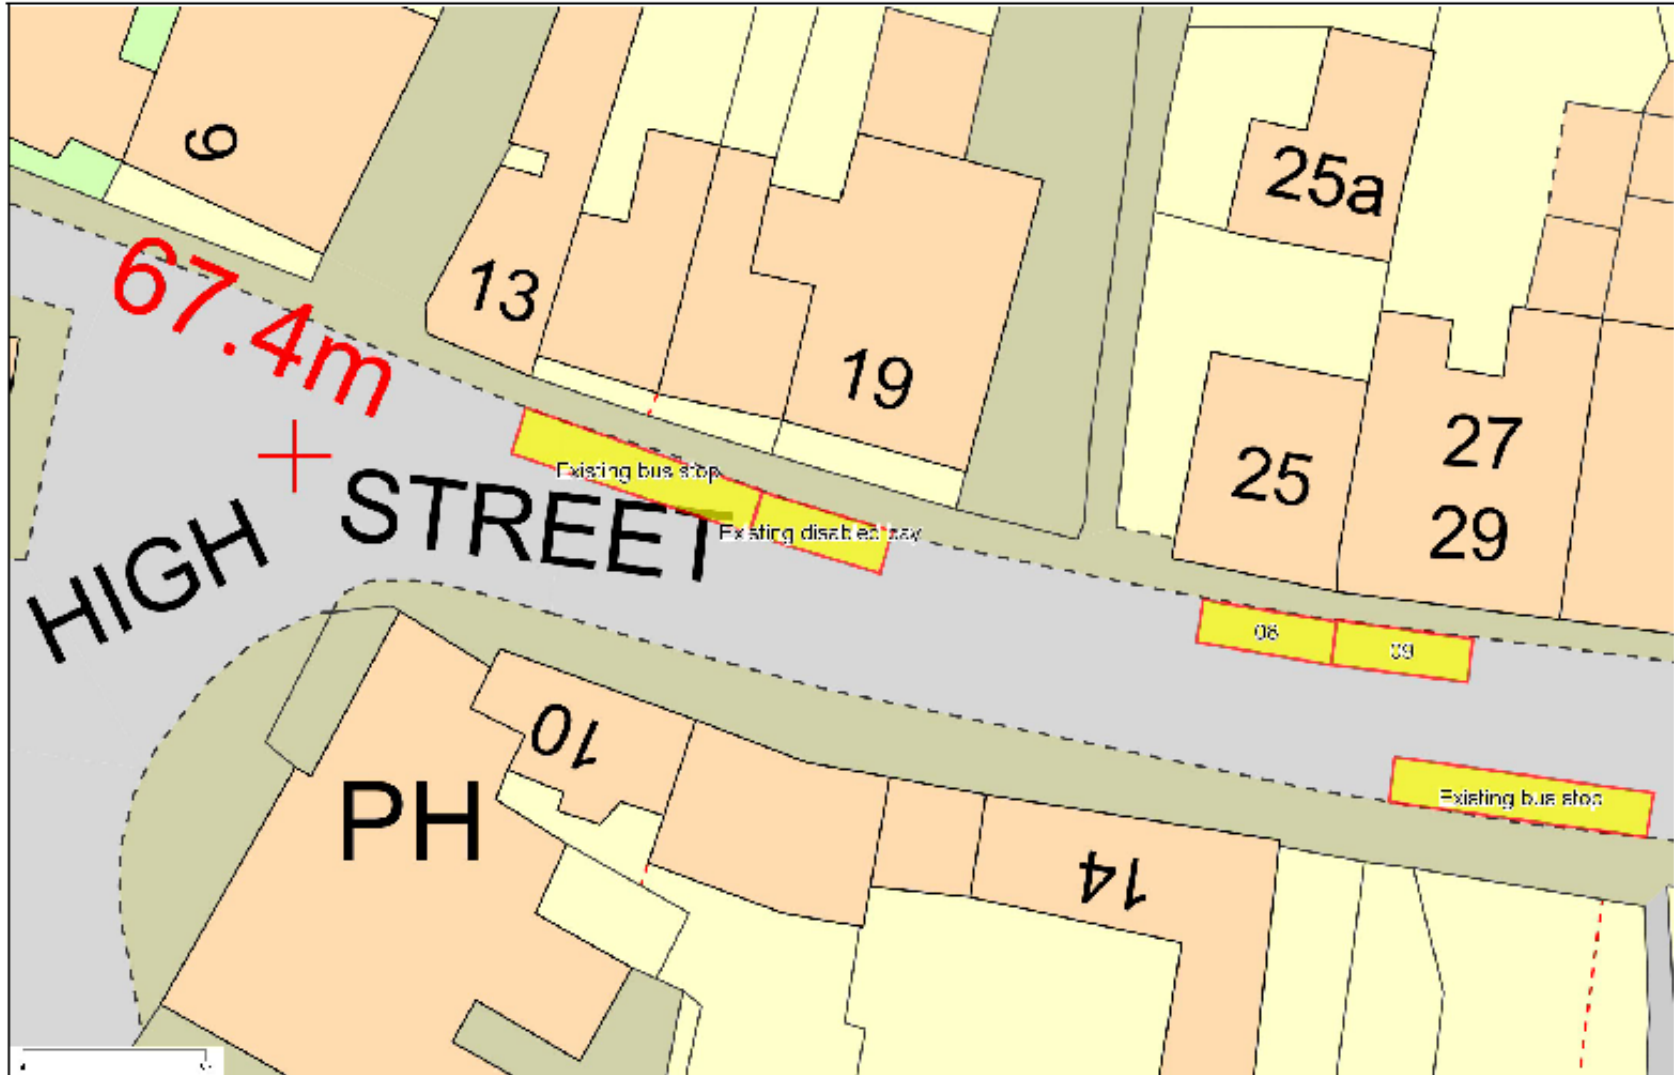 9
25a
67.4m
13
19
27
25
29
Existing bus stop
HIGH STREET
Existing disabled bay
08
09
10
Existing bus stop
PH
14